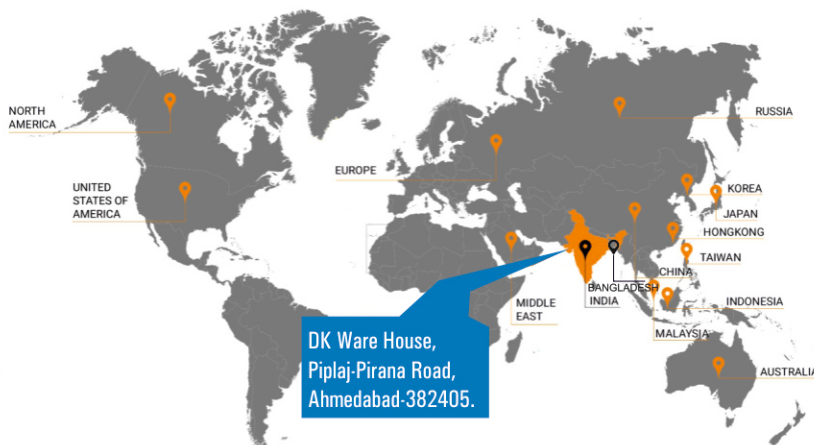 NORTH
AMERICA
RUSSIA
EUROPE
UNITED
STATES OF
AMERICA
KOREA
JAPAN
HONGKONG
TAIWAN
CHINA
BANGLADESH
INDIA
MIDDLE
EAST
INDONESIA
MALAYSIA
AUSTRALIA
DK Ware House,
Piplaj-Pirana Road,
Ahmedabad-382405.